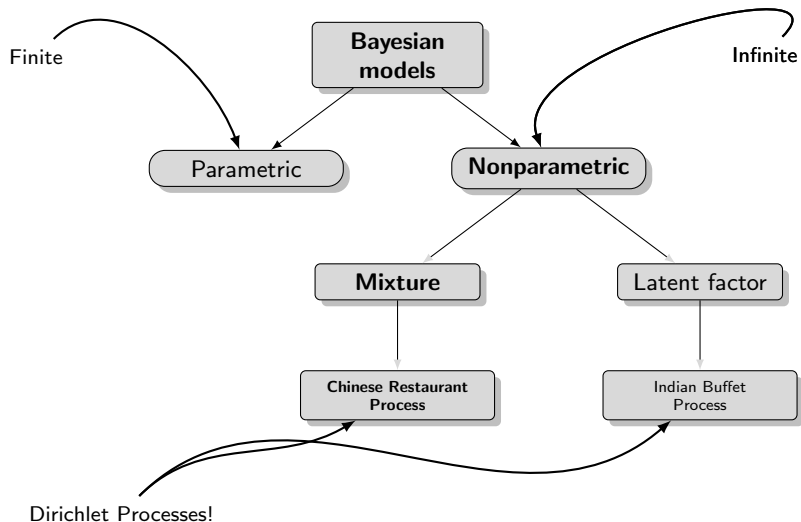 Finite
Bayesian
models
Infinite
Parametric
Nonparametric
Mixture
Latent factor
Chinese Restaurant
Process
Indian Buffet
Process
Dirichlet Processes!